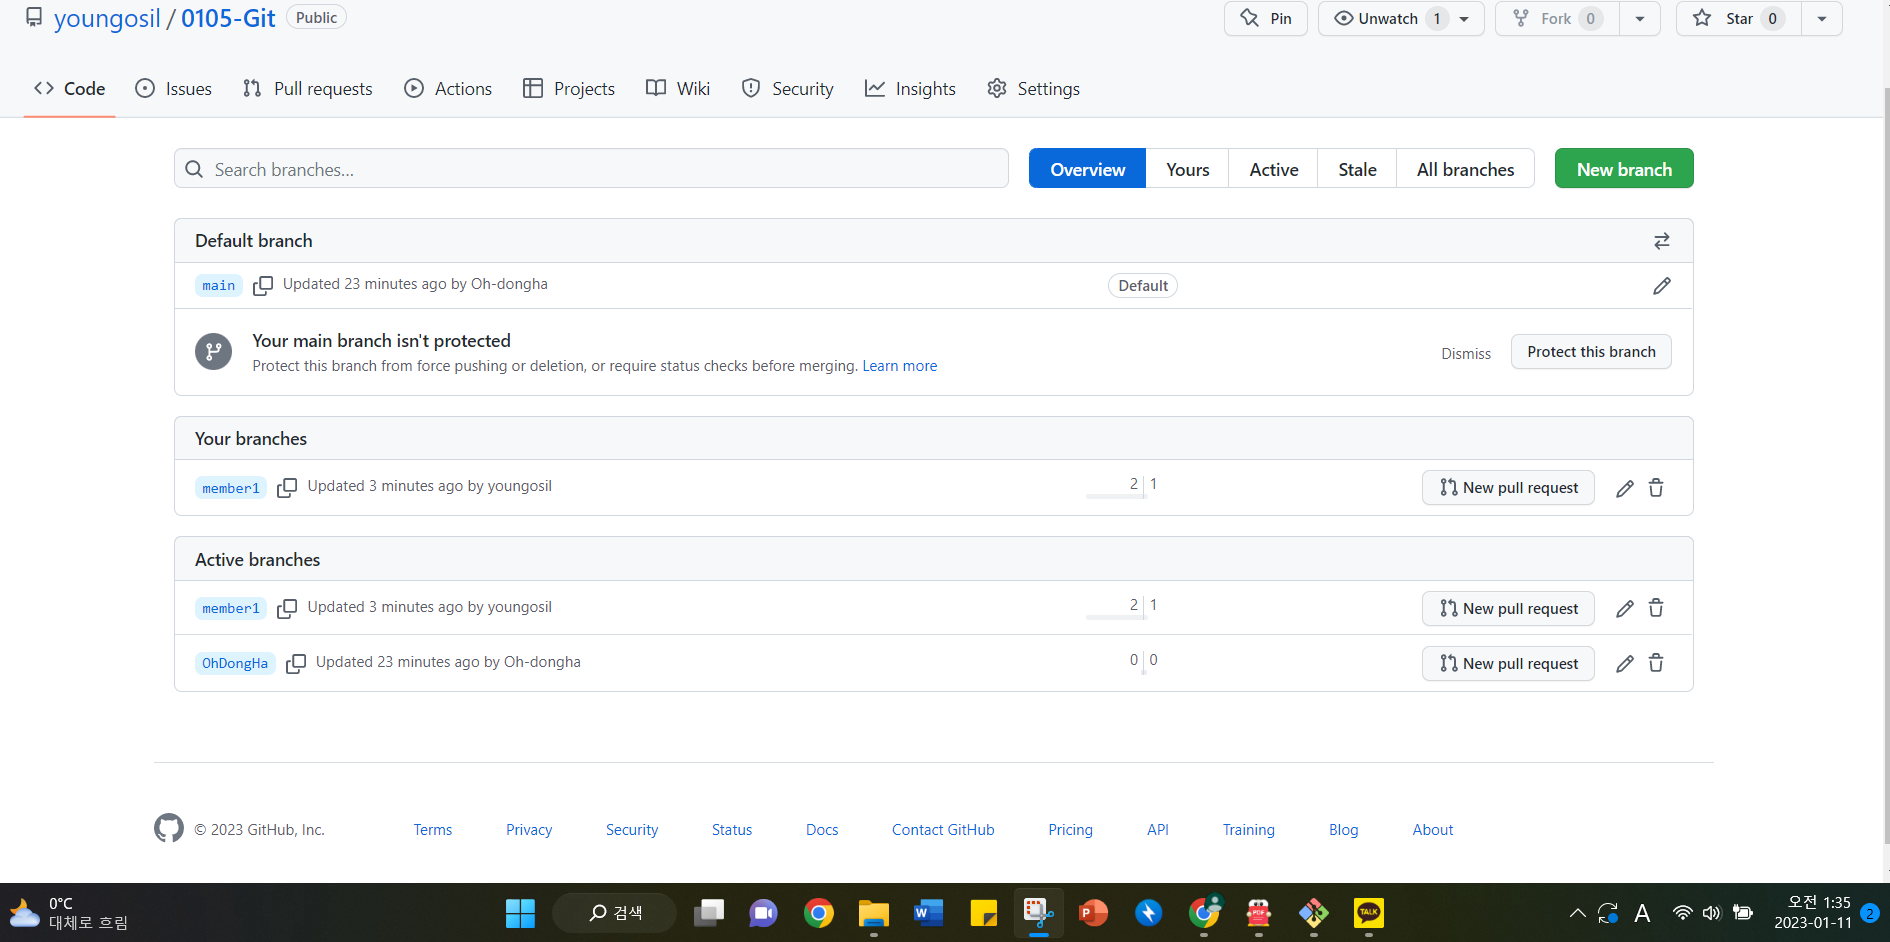 youngosil / 0105-Git Public
Pin
Unwatch 1
Fork 0
Star 0
Code
Issues
Pull requests
Actions
Projects
Wiki
Security
Insights
Settings
Search branches...
Overview
Yours
Active
Stale
All branches
New branch
Default branch
main Updated 23 minutes ago by Oh-dongha Default
Your main branch isn't protected
Protect this branch from force pushing or deletion, or require status checks before merging. Learn more
Dismiss
Protect this branch
Your branches
member1 Updated 3 minutes ago by youngosil 2 1 New pull request
Active branches
member1 Updated 3 minutes ago by youngosil 2 1 New pull request
OhDongHa Updated 23 minutes ago by Oh-dongha 0 0 New pull request
© 2023 GitHub, Inc.
Terms
Privacy
Security
Status
Docs
Contact GitHub
Pricing
API
Training
Blog
About
0°C
대체로 흐림
검색
W
P
PDF
TALK
A
오전 1:35
2023-01-11
2